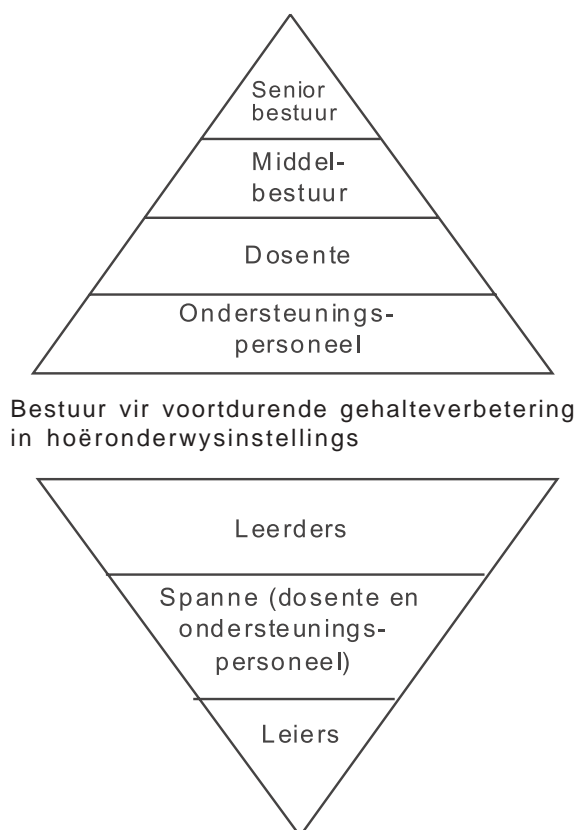 Senior
bestuur
Middel-
bestuur
Dosente
Ondersteunings-
personeel
Bestuur vir voortdurende gehalteverbetering
in hoëronderwysinstellings
Leerders
Spanne (dosente en
ondersteunings-
personeel)
Leiers